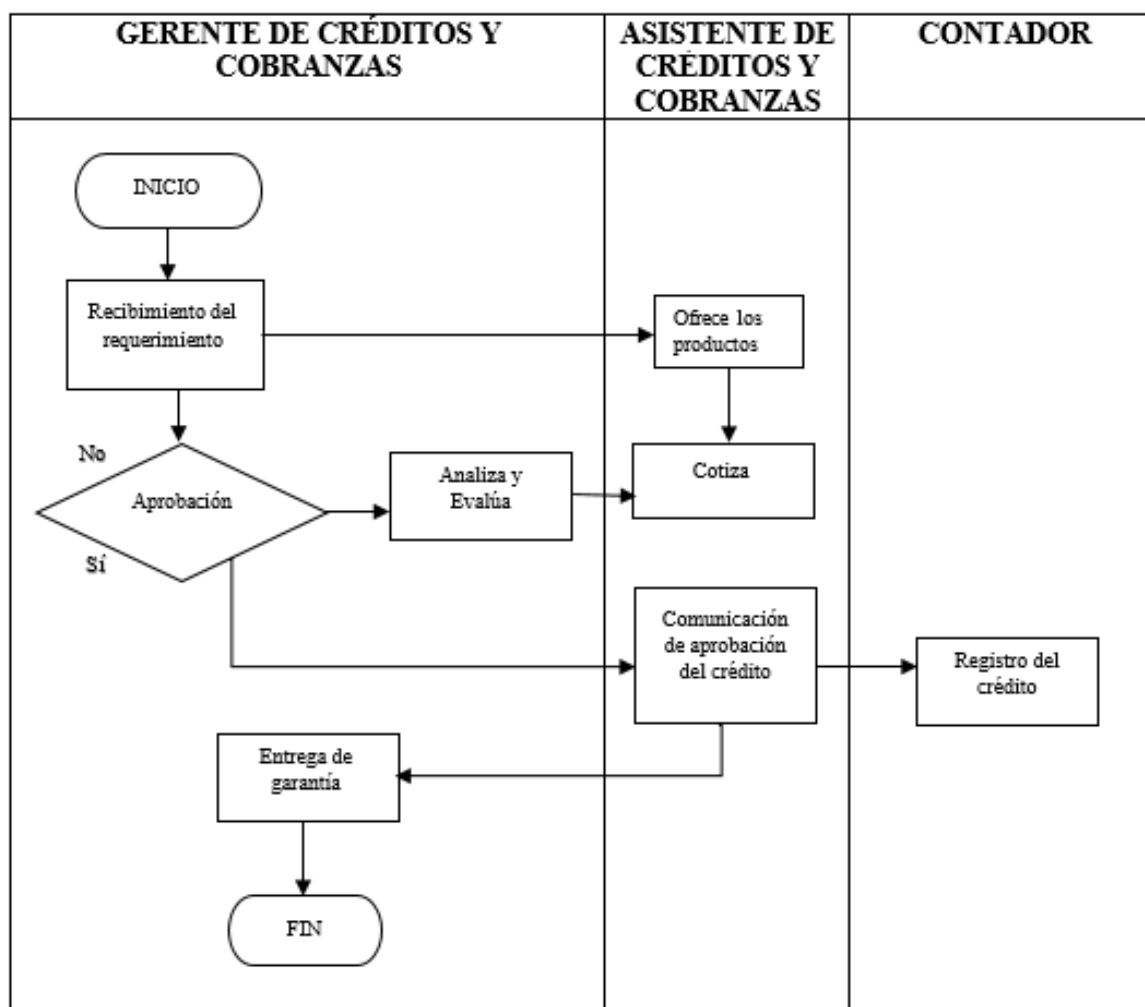 GERENTE DE CRÉDITOS Y
COBRANZAS
ASISTENTE DE
CRÉDITOS Y
COBRANZAS
CONTADOR
INICIO
Recibimiento del
requerimiento
Ofrece los
productos
No
Aprobación
Sí
Analiza y
Evalúa
Cotiza
Comunicación
de aprobación
del crédito
Registro del
crédito
Entrega de
garantía
FIN